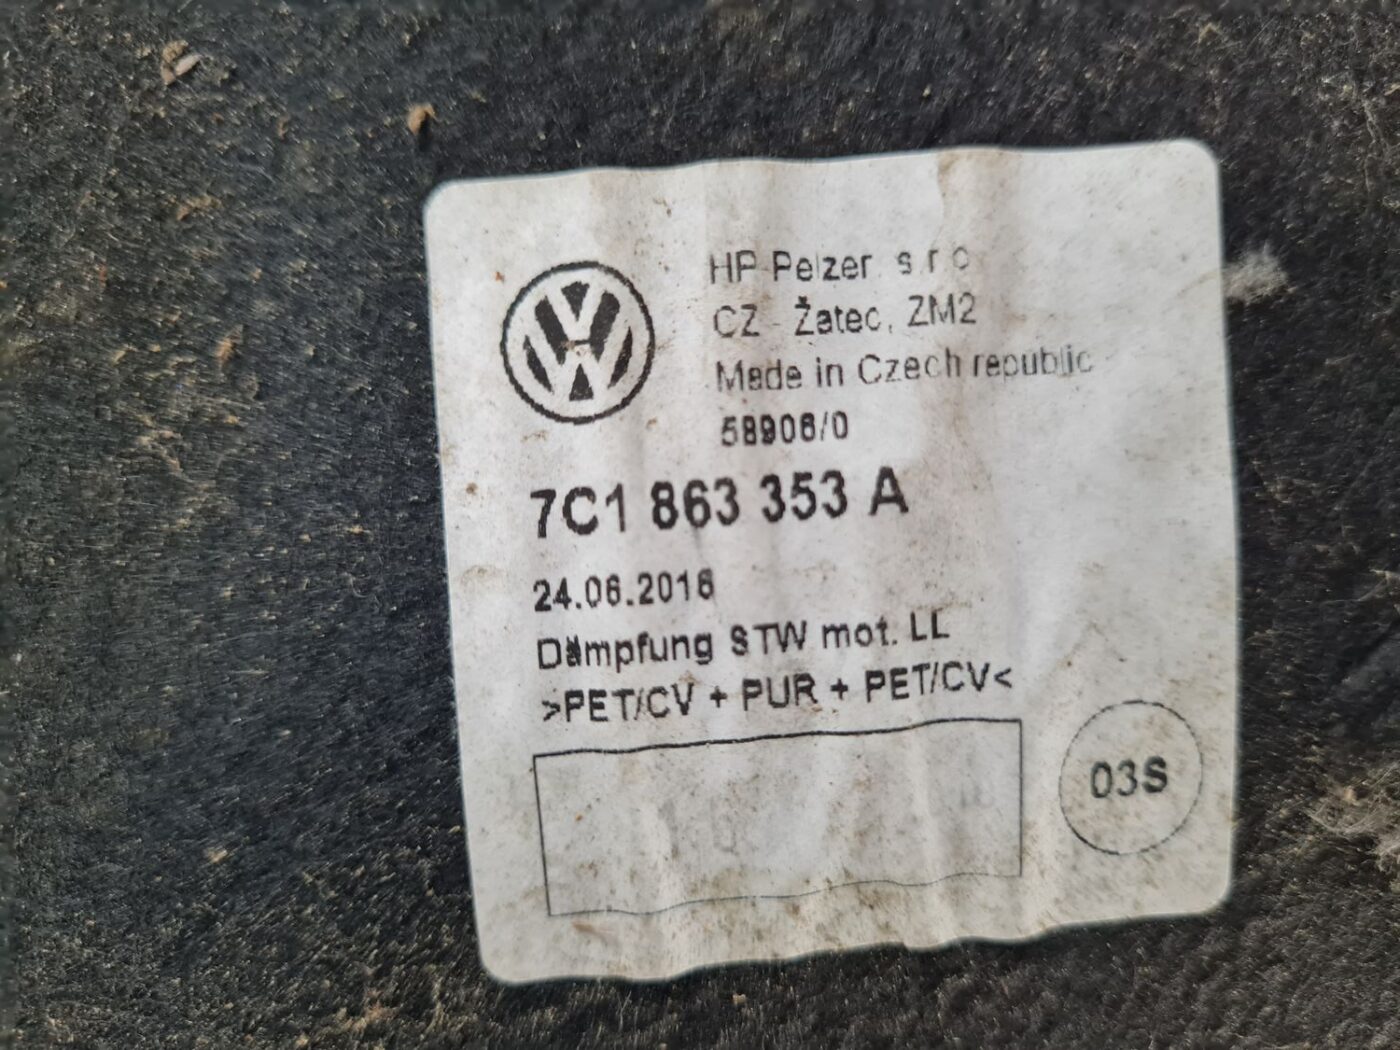 HP-Pelzer s.r.o
CZ - Žatec, ZM2
Made in Czech republic
58906/0
7C1 863 353 A
24.06.2016
Dämpfung STW mot. LL
>PET/CV + PUR + PET/CV<
03S